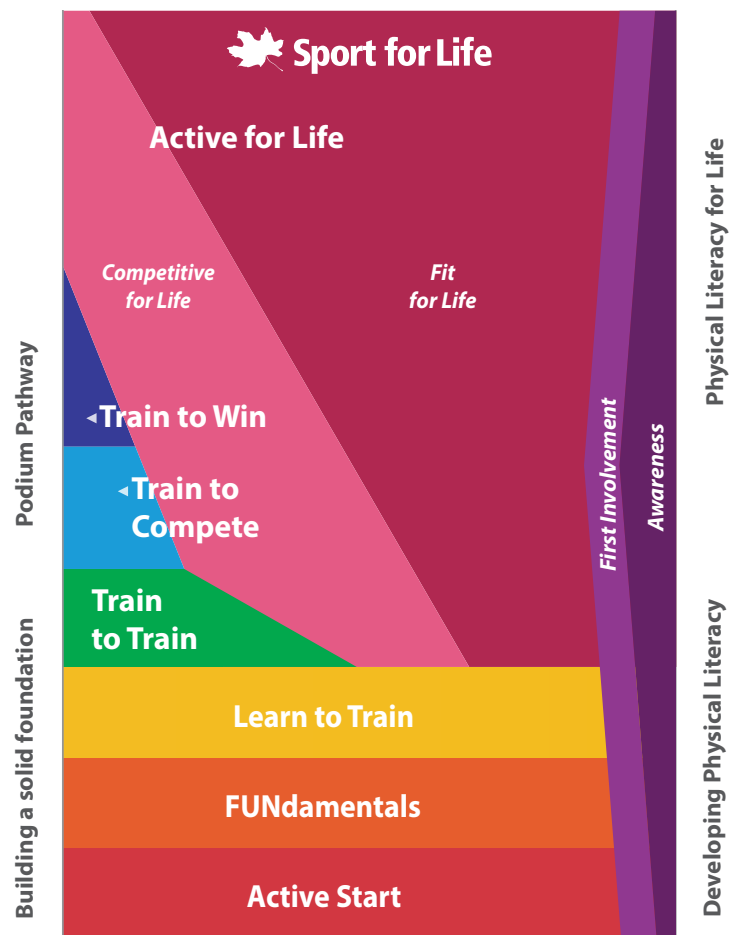 Sport for Life
Active for Life
Competitive
for Life
Fit
for Life
Train to Win
Train to
Compete
Train
to Train
Learn to Train
FUNdamentals
Active Start
Podium Pathway
Building a solid foundation
First Involvement
Awareness
Physical Literacy for Life
Developing Physical Literacy